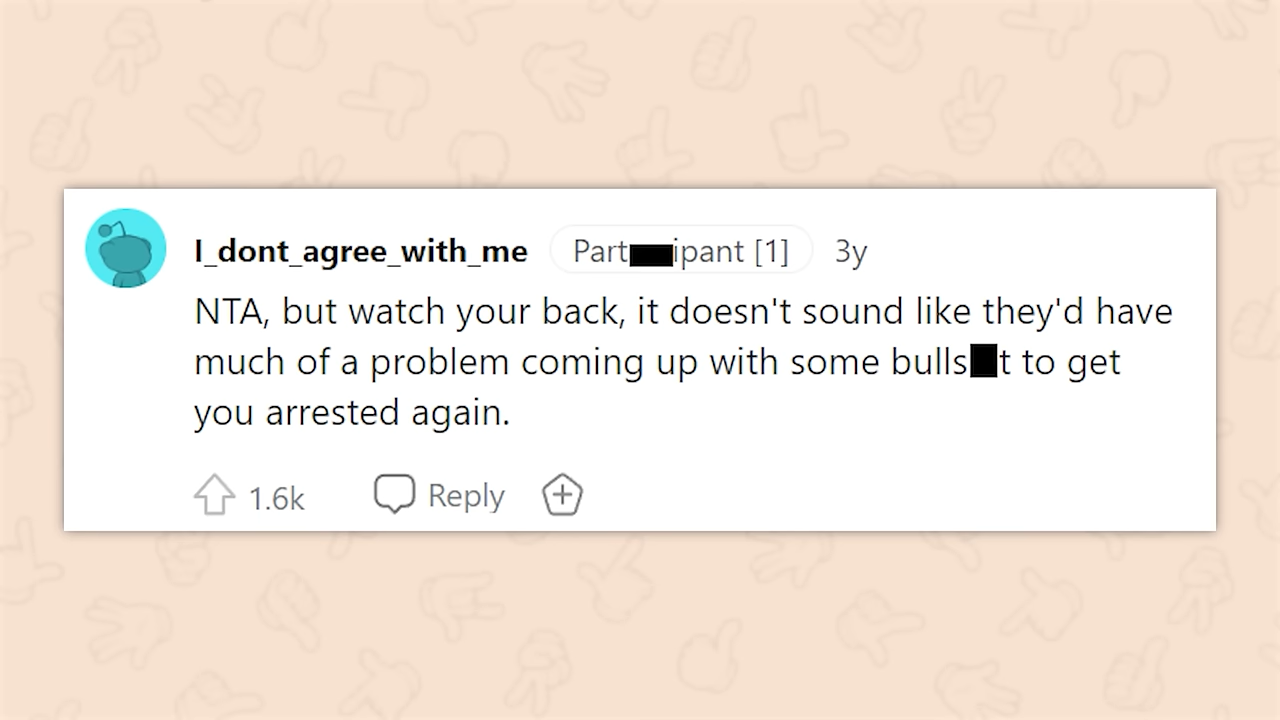 I_dont_agree_with_me Part██ipant [1] 3y
NTA, but watch your back, it doesn't sound like they'd have
much of a problem coming up with some bulls█t to get
you arrested again.
1.6k Reply